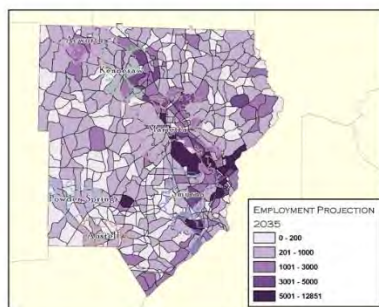 Acworth
Kennesaw
Marietta
Powder Springs
Smyrna
Austell
EMPLOYMENT PROJECTION
2035
0 - 200
201 - 1000
1001 - 3000
3001 - 5000
5001 - 12851